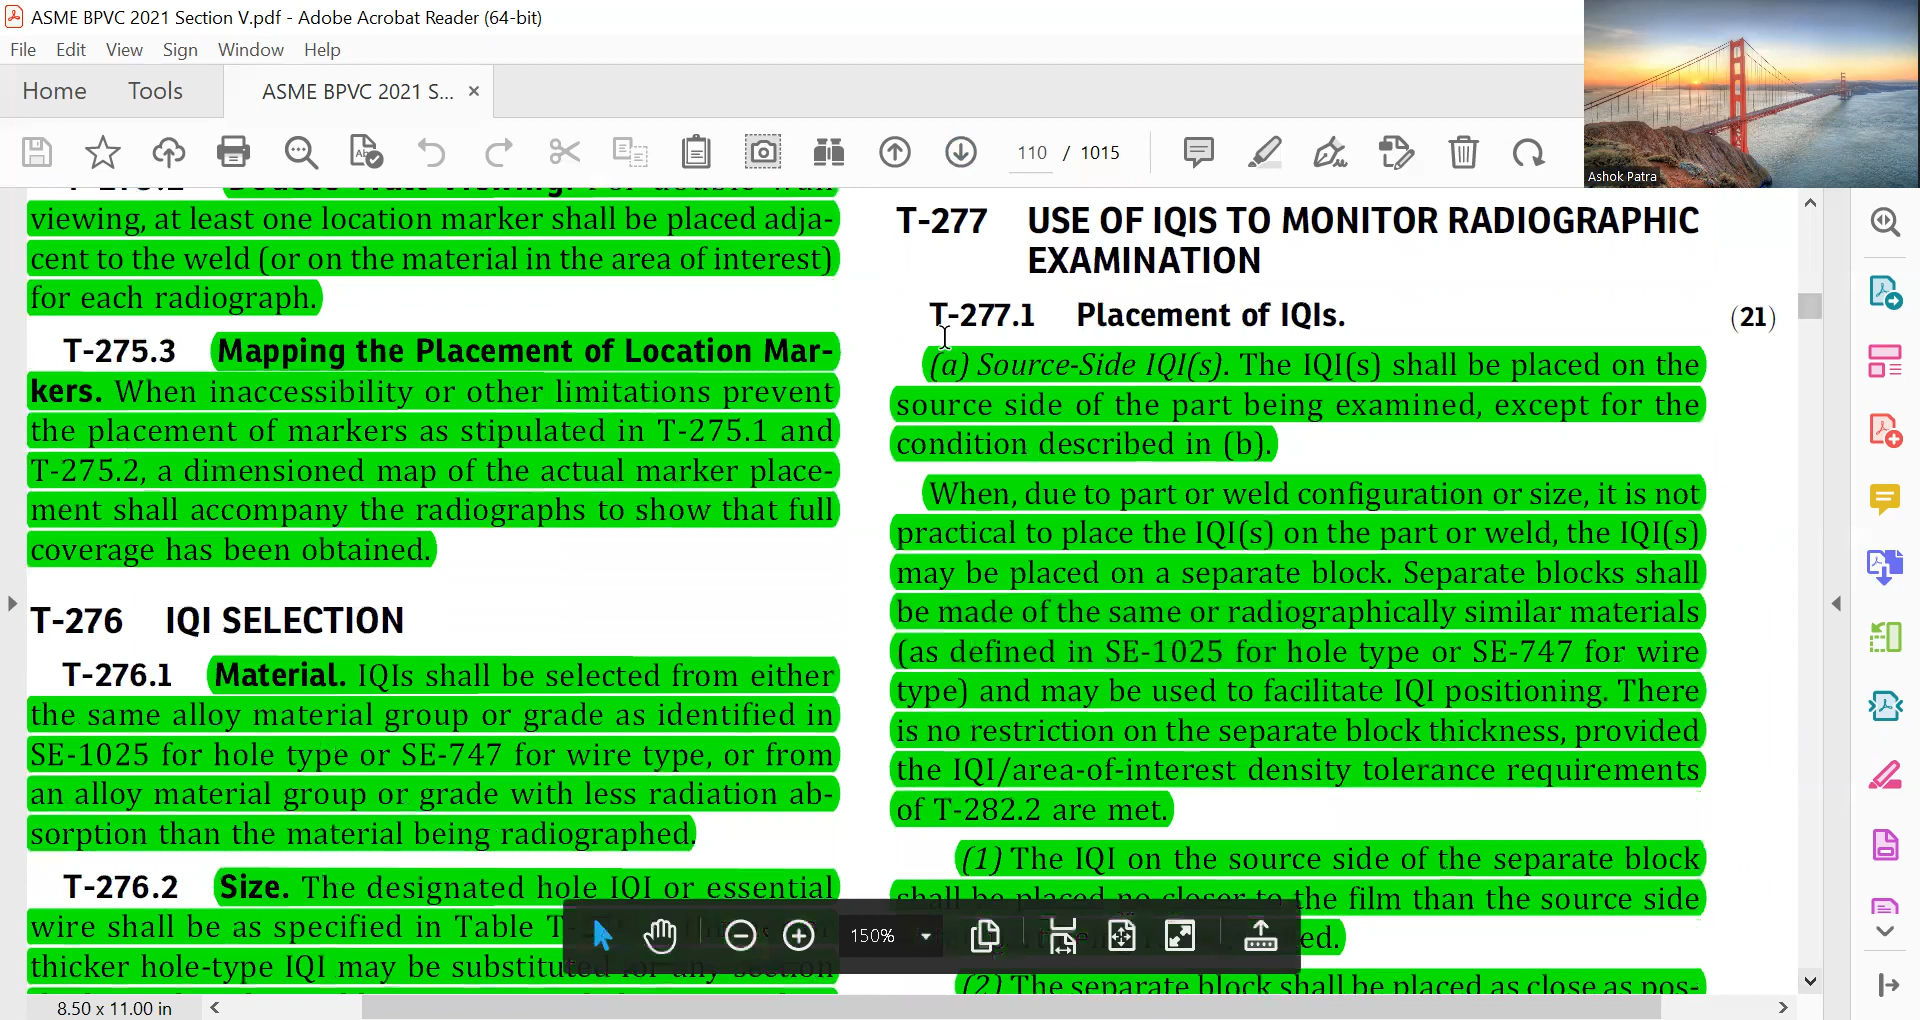 ASME BPVC 2021 Section V.pdf - Adobe Acrobat Reader (64-bit)
File Edit View Sign Window Help
Home Tools ASME BPVC 2021 S... ×
110 / 1015
Ashok Patra
viewing, at least one location marker shall be placed adja-
cent to the weld (or on the material in the area of interest)
for each radiograph.
T-275.3 Mapping the Placement of Location Mar-
kers. When inaccessibility or other limitations prevent
the placement of markers as stipulated in T-275.1 and
T-275.2, a dimensioned map of the actual marker place-
ment shall accompany the radiographs to show that full
coverage has been obtained.
T-276 IQI SELECTION
T-276.1 Material. IQIs shall be selected from either
the same alloy material group or grade as identified in
SE-1025 for hole type or SE-747 for wire type, or from
an alloy material group or grade with less radiation ab-
sorption than the material being radiographed.
T-276.2 Size. The designated hole IQI or essential
wire shall be as specified in Table
thicker hole-type IQI may be substituted for any section
T-277 USE OF IQIS TO MONITOR RADIOGRAPHIC
EXAMINATION
T-277.1 Placement of IQIs. (21)
(a) Source-Side IQI(s). The IQI(s) shall be placed on the
source side of the part being examined, except for the
condition described in (b).
When, due to part or weld configuration or size, it is not
practical to place the IQI(s) on the part or weld, the IQI(s)
may be placed on a separate block. Separate blocks shall
be made of the same or radiographically similar materials
(as defined in SE-1025 for hole type or SE-747 for wire
type) and may be used to facilitate IQI positioning. There
is no restriction on the separate block thickness, provided
the IQI/area-of-interest density tolerance requirements
of T-282.2 are met.
(1) The IQI on the source side of the separate block
shall be placed no closer to the film than the source side
ed.
(2) The separate block shall be placed as close as pos-
150%
8.50 x 11.00 in